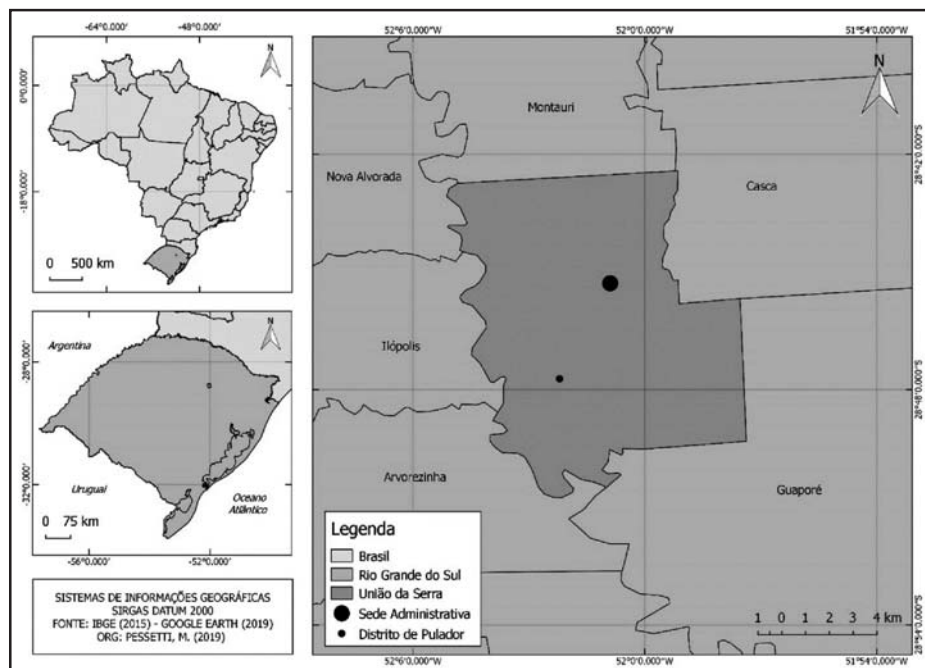 -64°0.000'
-48°0.000'
N
0°0.000'
-18°0.000'
0 500 km
N
Argentina
-28°0.000'
-32°0.000'
Uruguai
Oceano
Atlântico
0 75 km
-56°0.000'
-52°0.000'
SISTEMAS DE INFORMAÇÕES GEOGRÁFICAS
SIRGAS DATUM 2000
FONTE: IBGE (2015) - GOOGLE EARTH (2019)
ORG: PESSETTI, M. (2019)
52°6'0.000"S
52°0'0.000"S
51°54'0.000"S
N
Montauri
Nova Alvorada
Casca
28°42'0.000"S
Ilópolis
28°48'0.000"S
Arvorezinha
Guaporé
Legenda
Brasil
Rio Grande do Sul
União da Serra
Sede Administrativa
Distrito de Pulador
1 0 1 2 3 4 km
28°54'0.000"S
52°6'0.000"S
52°0'0.000"S
51°54'0.000"S